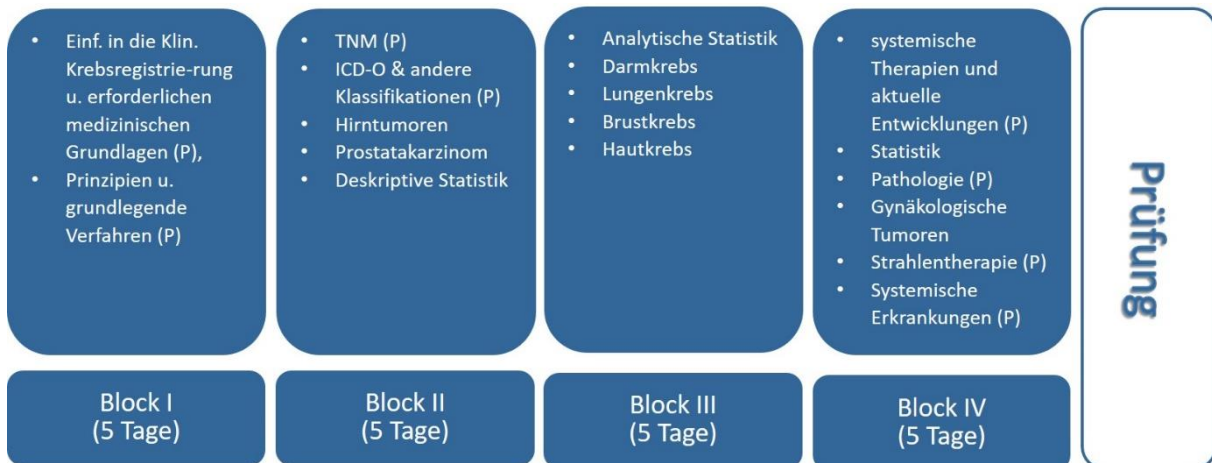 • Einf. in die Klin.
Krebsregistrie-rung
u. erforderlichen
medizinischen
Grundlagen (P),
• Prinzipien u.
grundlegende
Verfahren (P)
Block I
(5 Tage)
• TNM (P)
• ICD-O & andere
Klassifikationen (P)
• Hirntumoren
• Prostatakarzinom
• Deskriptive Statistik
Block II
(5 Tage)
• Analytische Statistik
• Darmkrebs
• Lungenkrebs
• Brustkrebs
• Hautkrebs
Block III
(5 Tage)
• systemische
Therapien und
aktuelle
Entwicklungen (P)
• Statistik
• Pathologie (P)
• Gynäkologische
Tumoren
• Strahlentherapie (P)
• Systemische
Erkrankungen (P)
Block IV
(5 Tage)
Prüfung